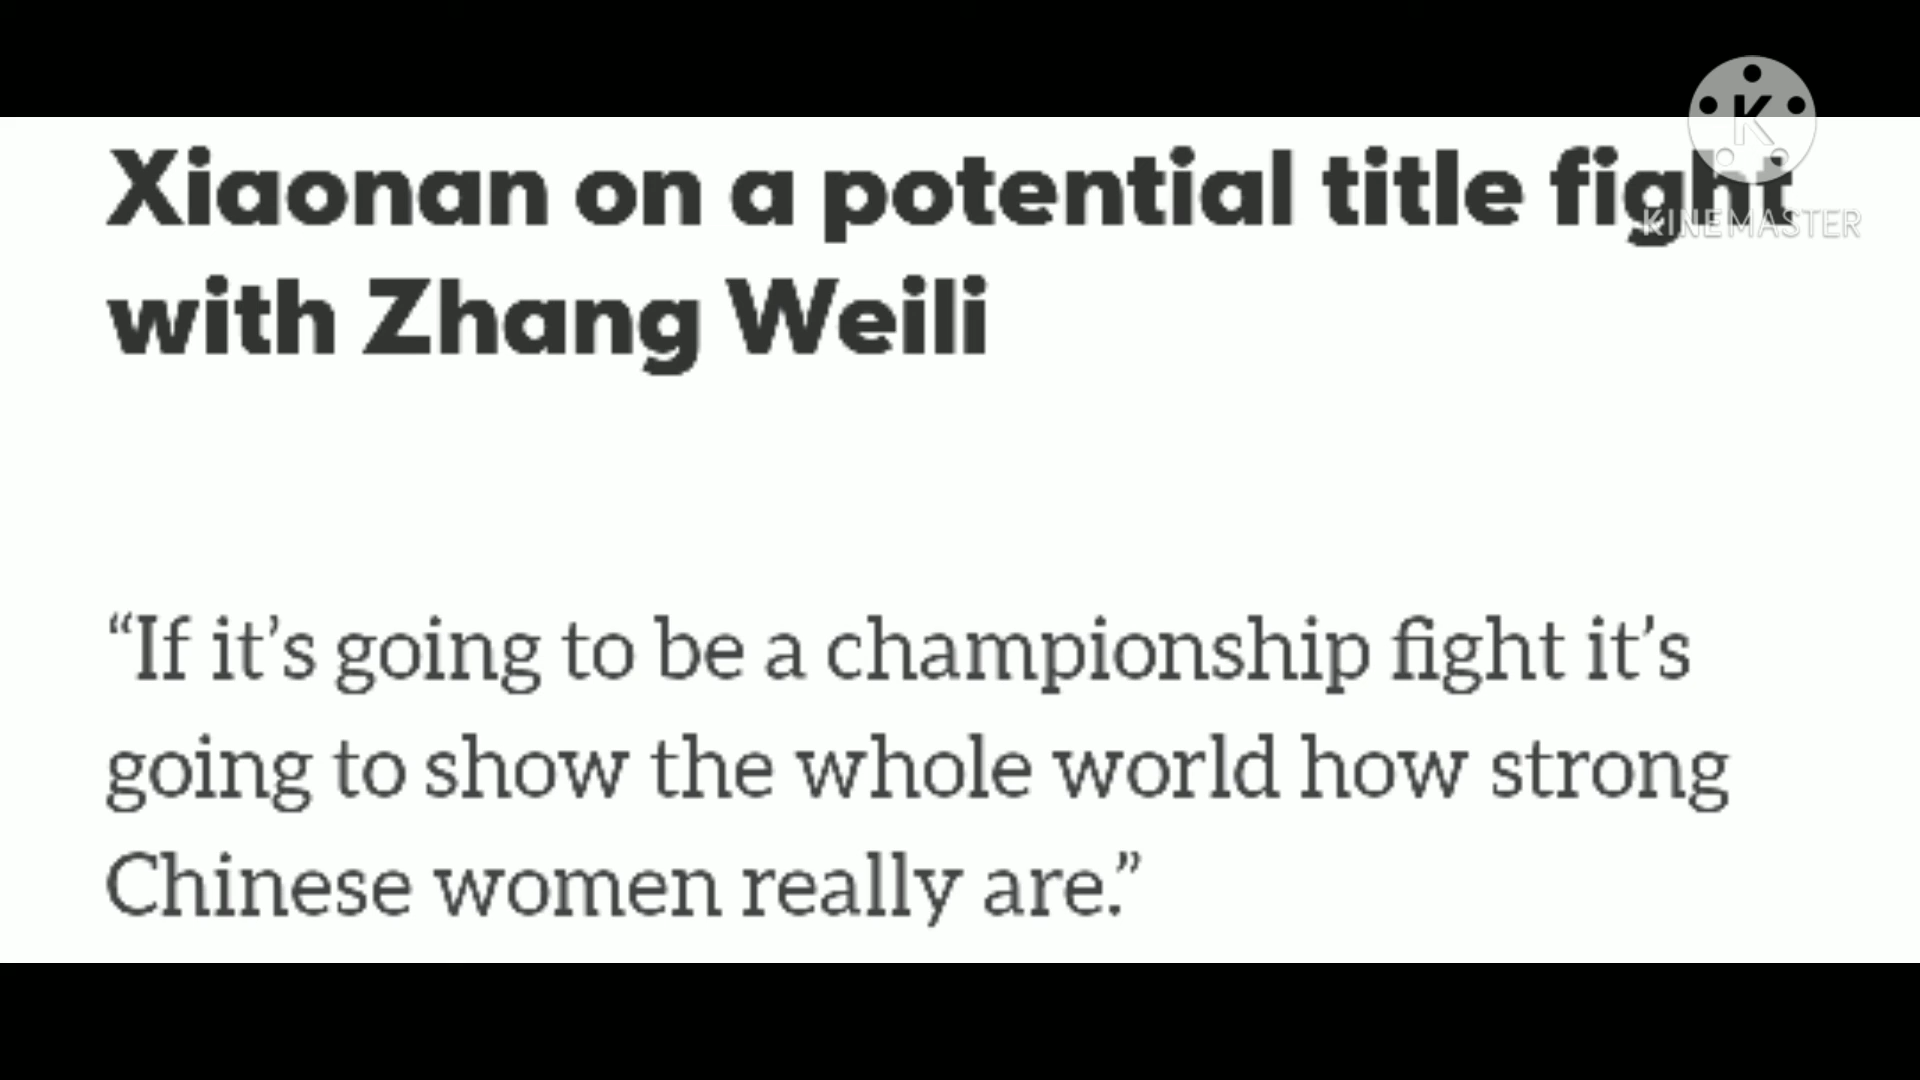 K
KINEMASTER
Xiaonan on a potential title fight
with Zhang Weili
“If it’s going to be a championship fight it’s
going to show the whole world how strong
Chinese women really are.”